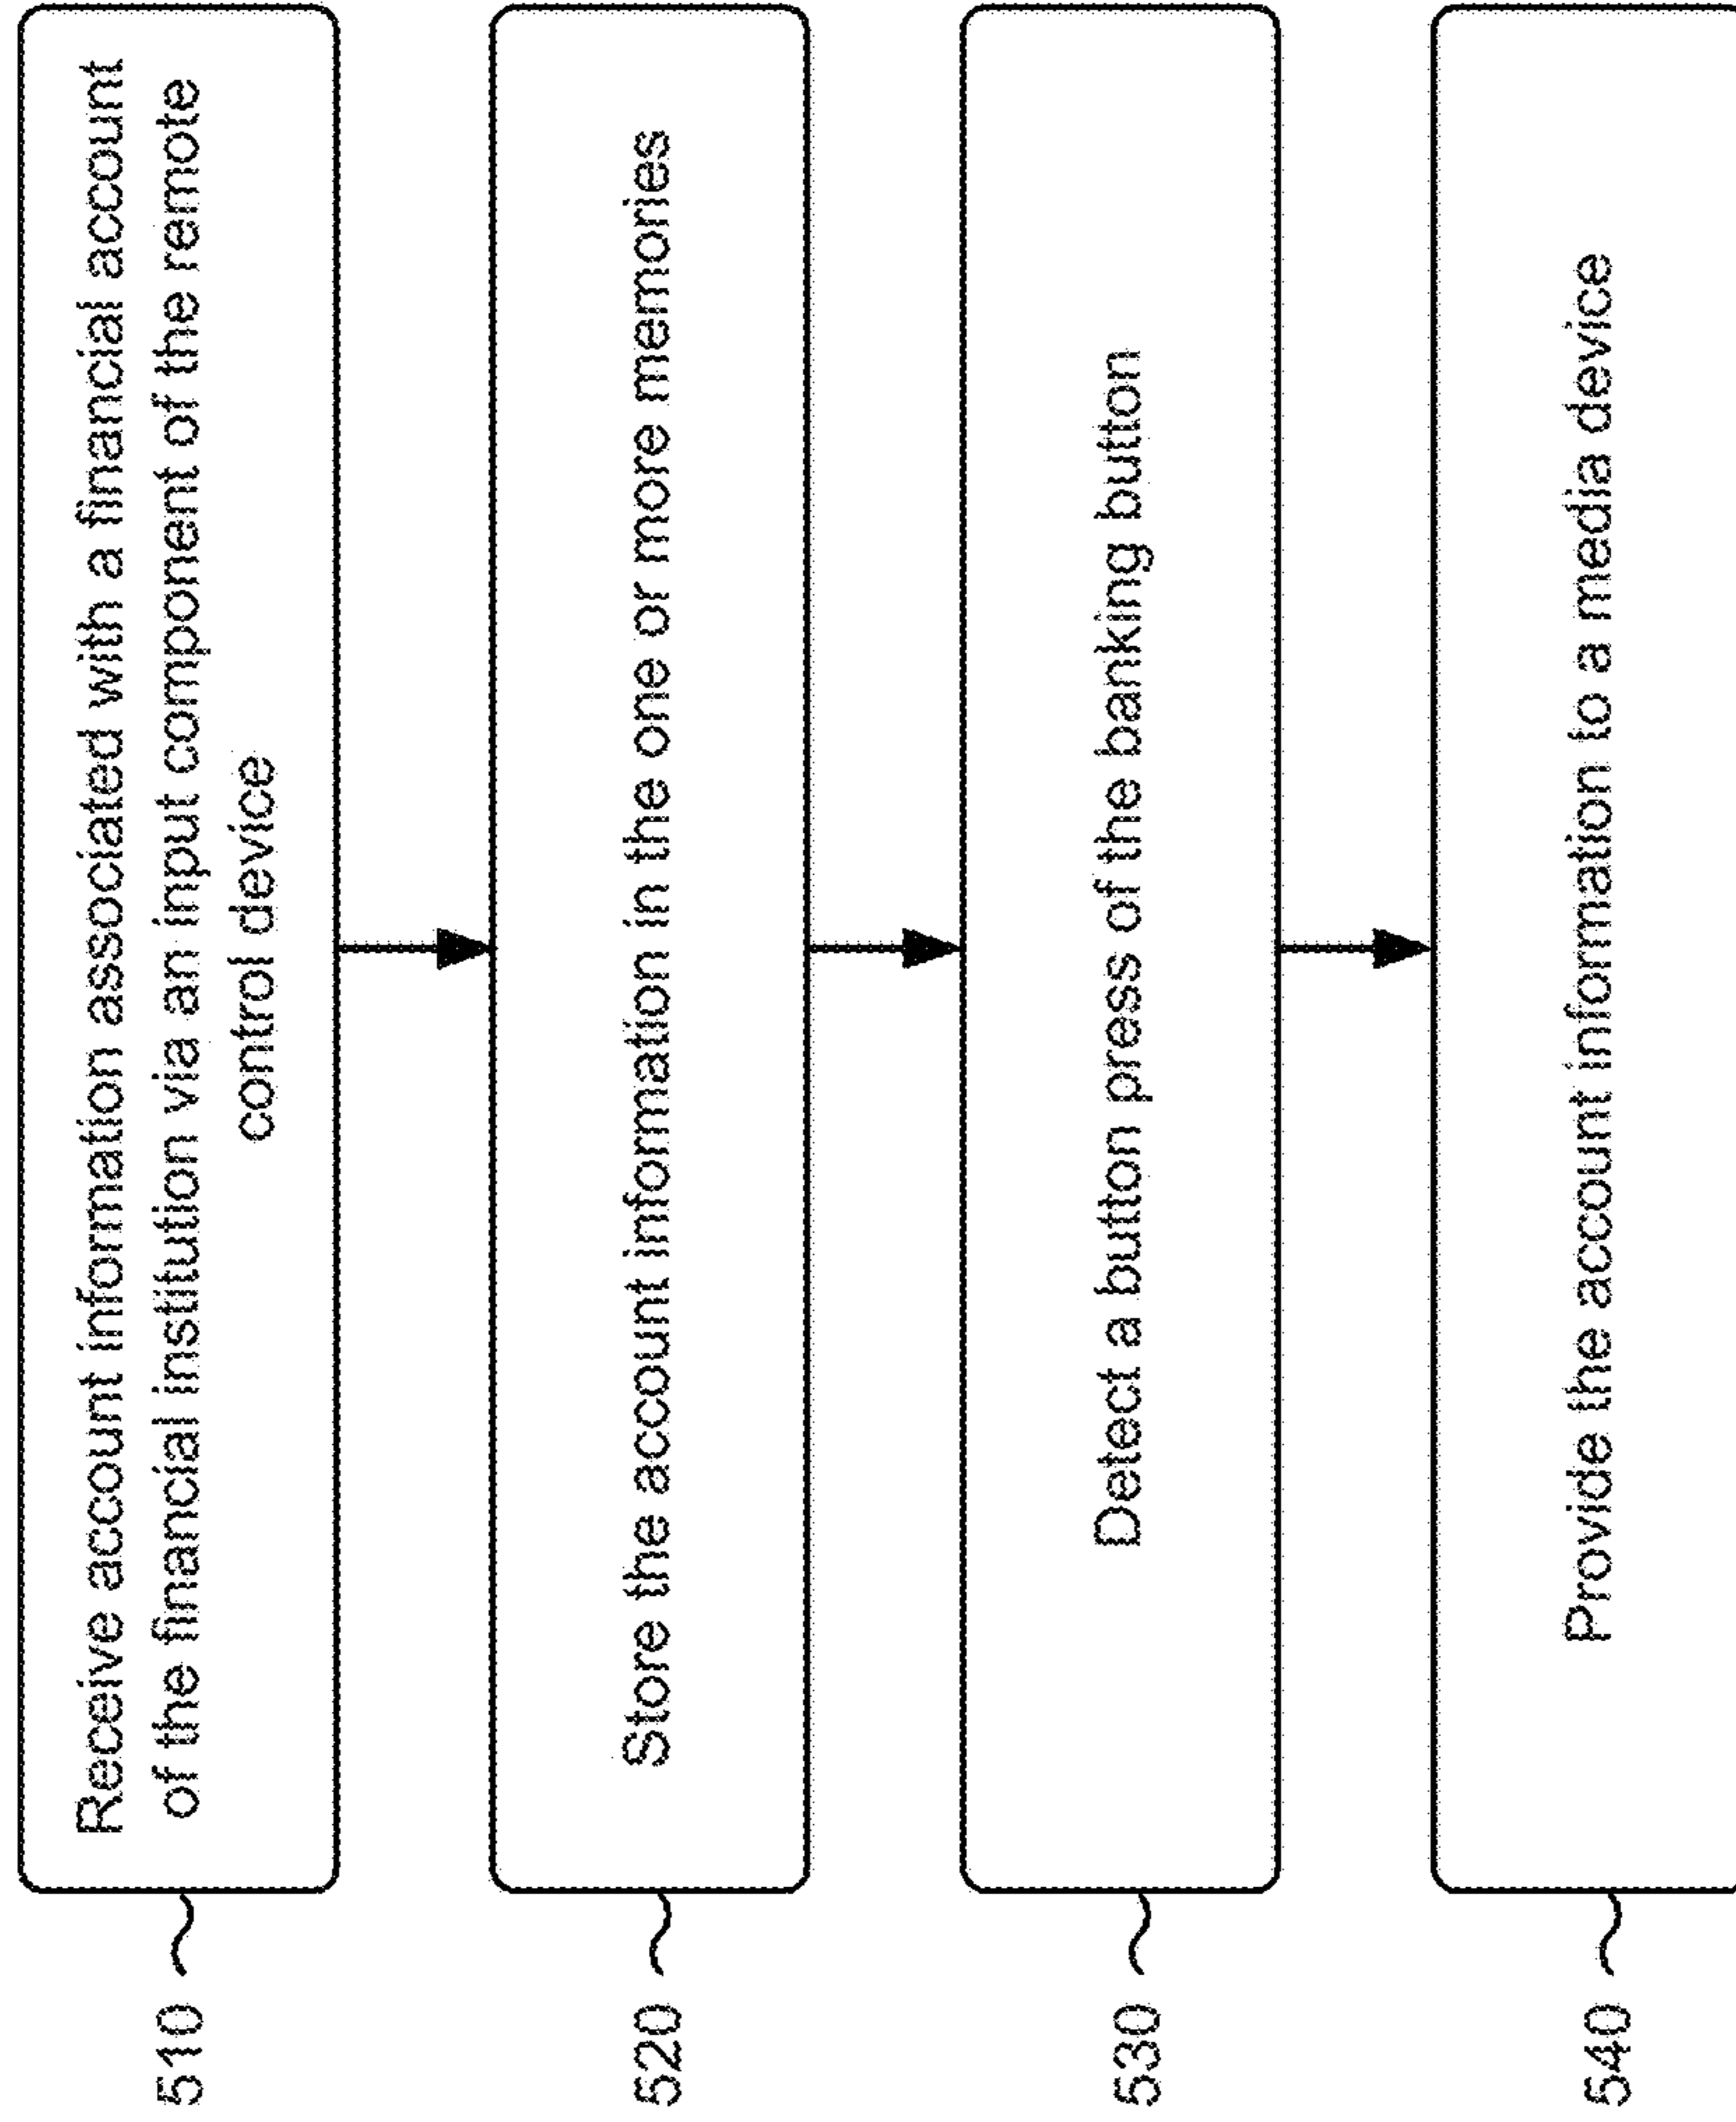 510
Receive account information associated with a financial account
of the financial institution via an input component of the remote
control device
520
Store the account information in the one or more memories
530
Detect a button press of the banking button
540
Provide the account information to a media device